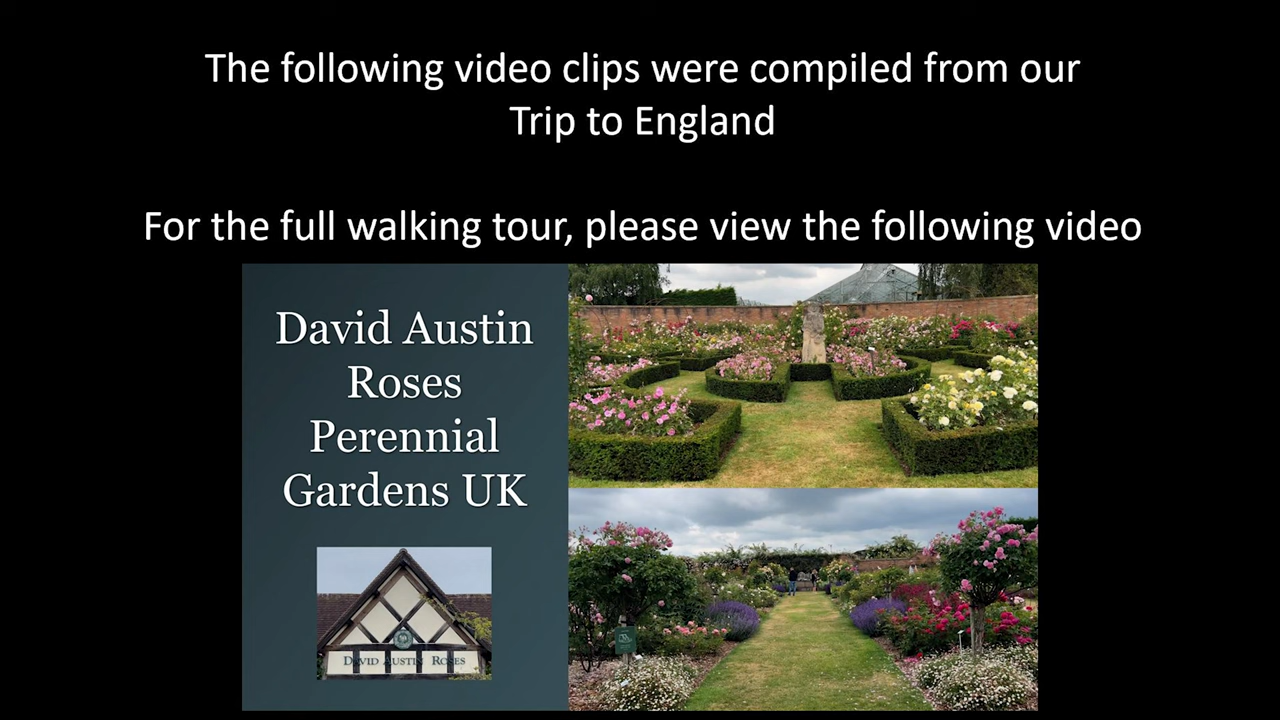 The following video clips were compiled from our
Trip to England
For the full walking tour, please view the following video
David Austin
Roses
Perennial
Gardens UK
DAVID AUSTIN ROSES